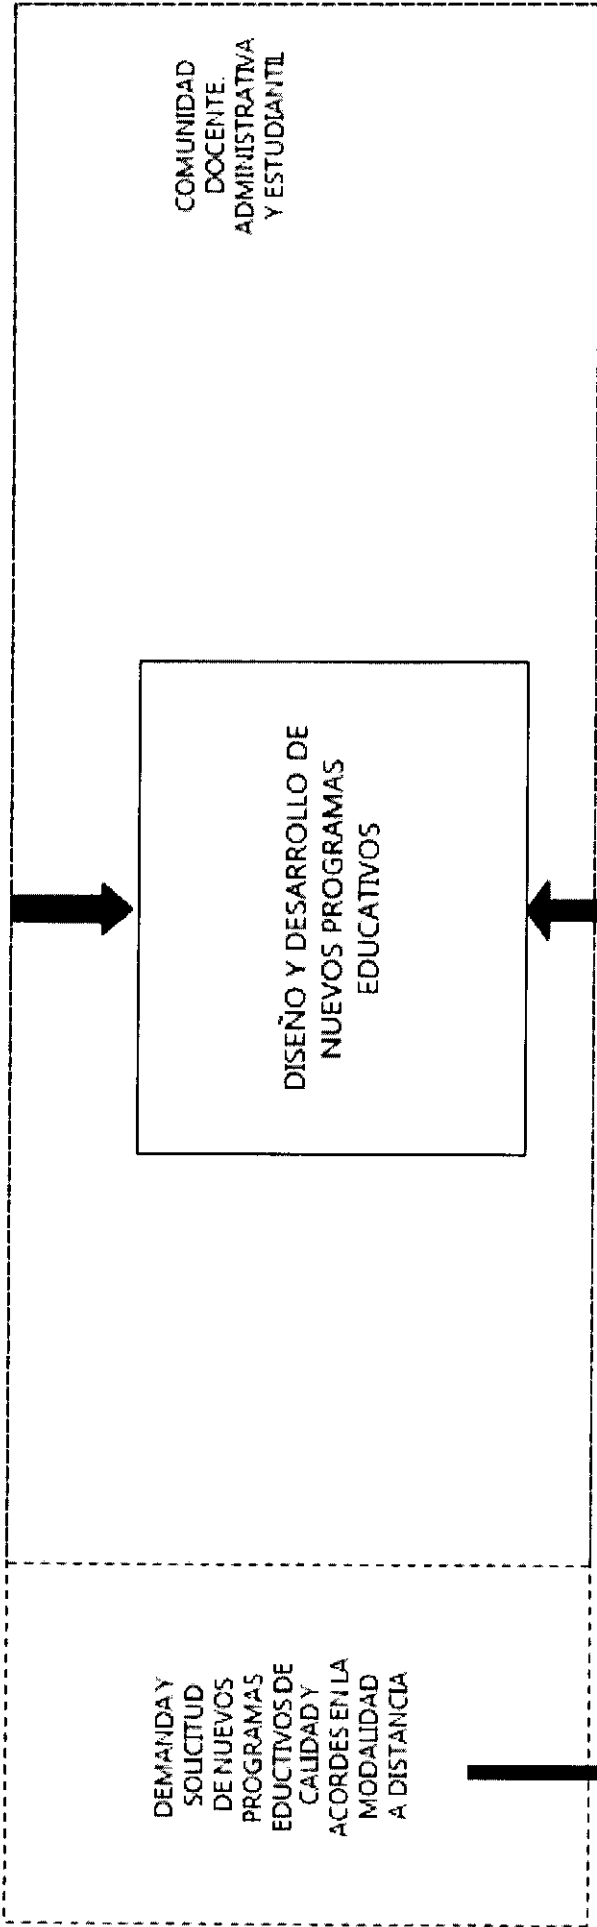 DEMANDA Y
SOLICITUD
DE NUEVOS
PROGRAMAS
EDUCTIVOS DE
CALIDAD Y
ACORDES EN LA
MODALIDAD
A DISTANCIA
DISEÑO Y DESARROLLO DE
NUEVOS PROGRAMAS
EDUCATIVOS
COMUNIDAD
DOCENTE.
ADMINISTRATIVA
Y ESTUDIANTIL